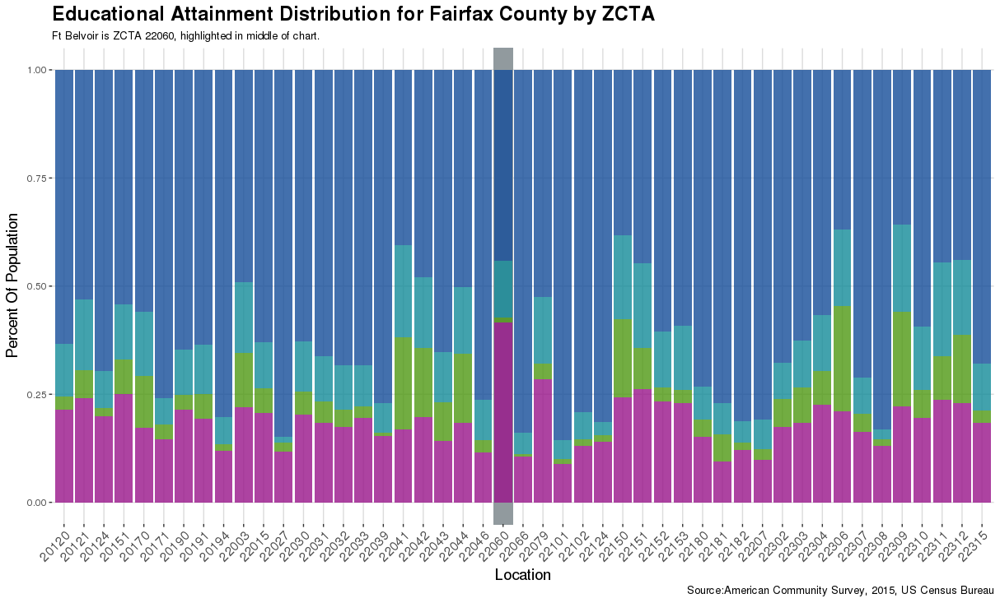 Educational Attainment Distribution for Fairfax County by ZCTA
Ft Belvoir is ZCTA 22060, highlighted in middle of chart.
Percent Of Population
1.00
0.75
0.50
0.25
0.00
20120 20121 20124 20151 20170 20171 20190 20191 20194 22003 22015 22027 22030 22031 22032 22033 22039 22041 22042 22043 22044 22046 22060 22066 22079 22101 22102 22124 22150 22151 22152 22153 22180 22181 22182 22207 22302 22303 22304 22306 22307 22308 22309 22310 22311 22312 22315
Location
Source:American Community Survey, 2015, US Census Bureau